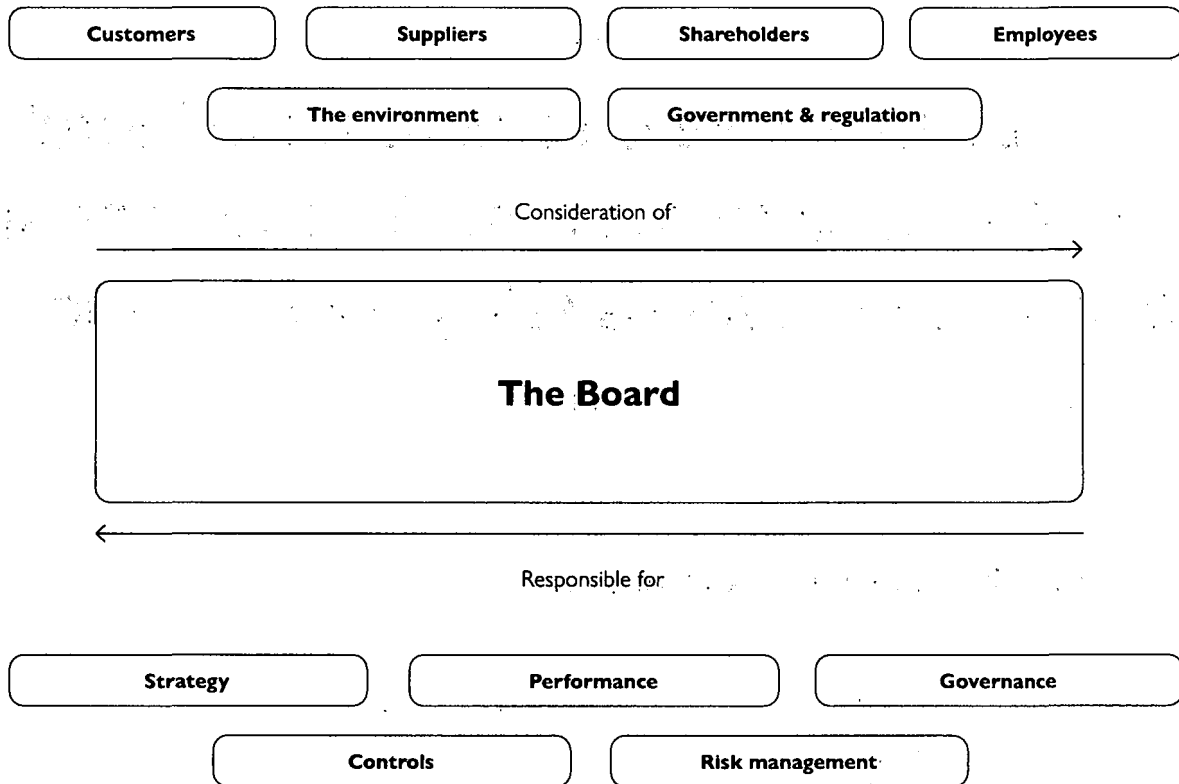 Customers Suppliers Shareholders Employees
The environment Government & regulation
Consideration of
The Board
Responsible for
Strategy Performance Governance
Controls Risk management